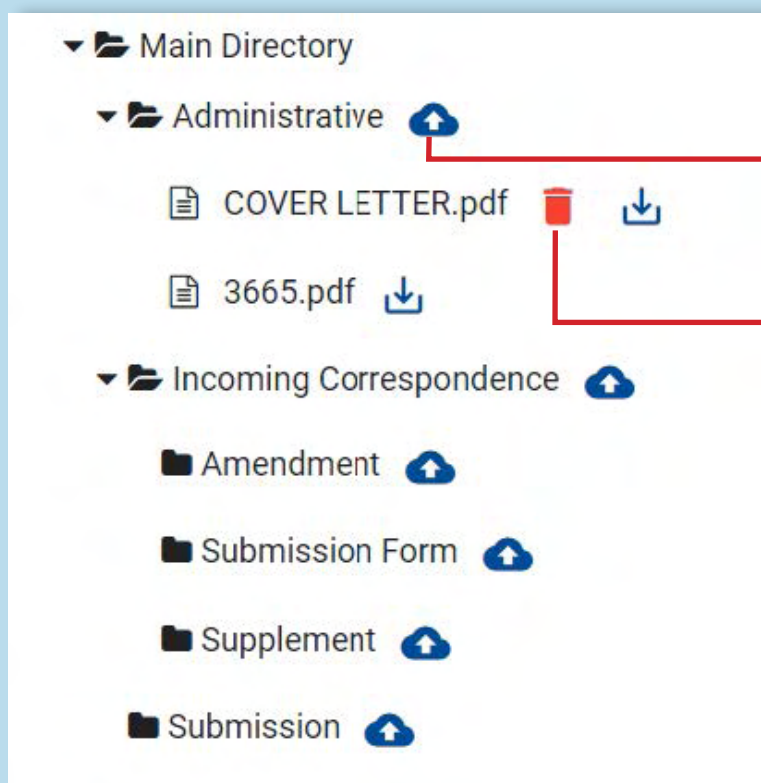 Main Directory
Administrative
COVER LETTER.pdf
3665.pdf
Incoming Correspondence
Amendment
Submission Form
Supplement
Submission